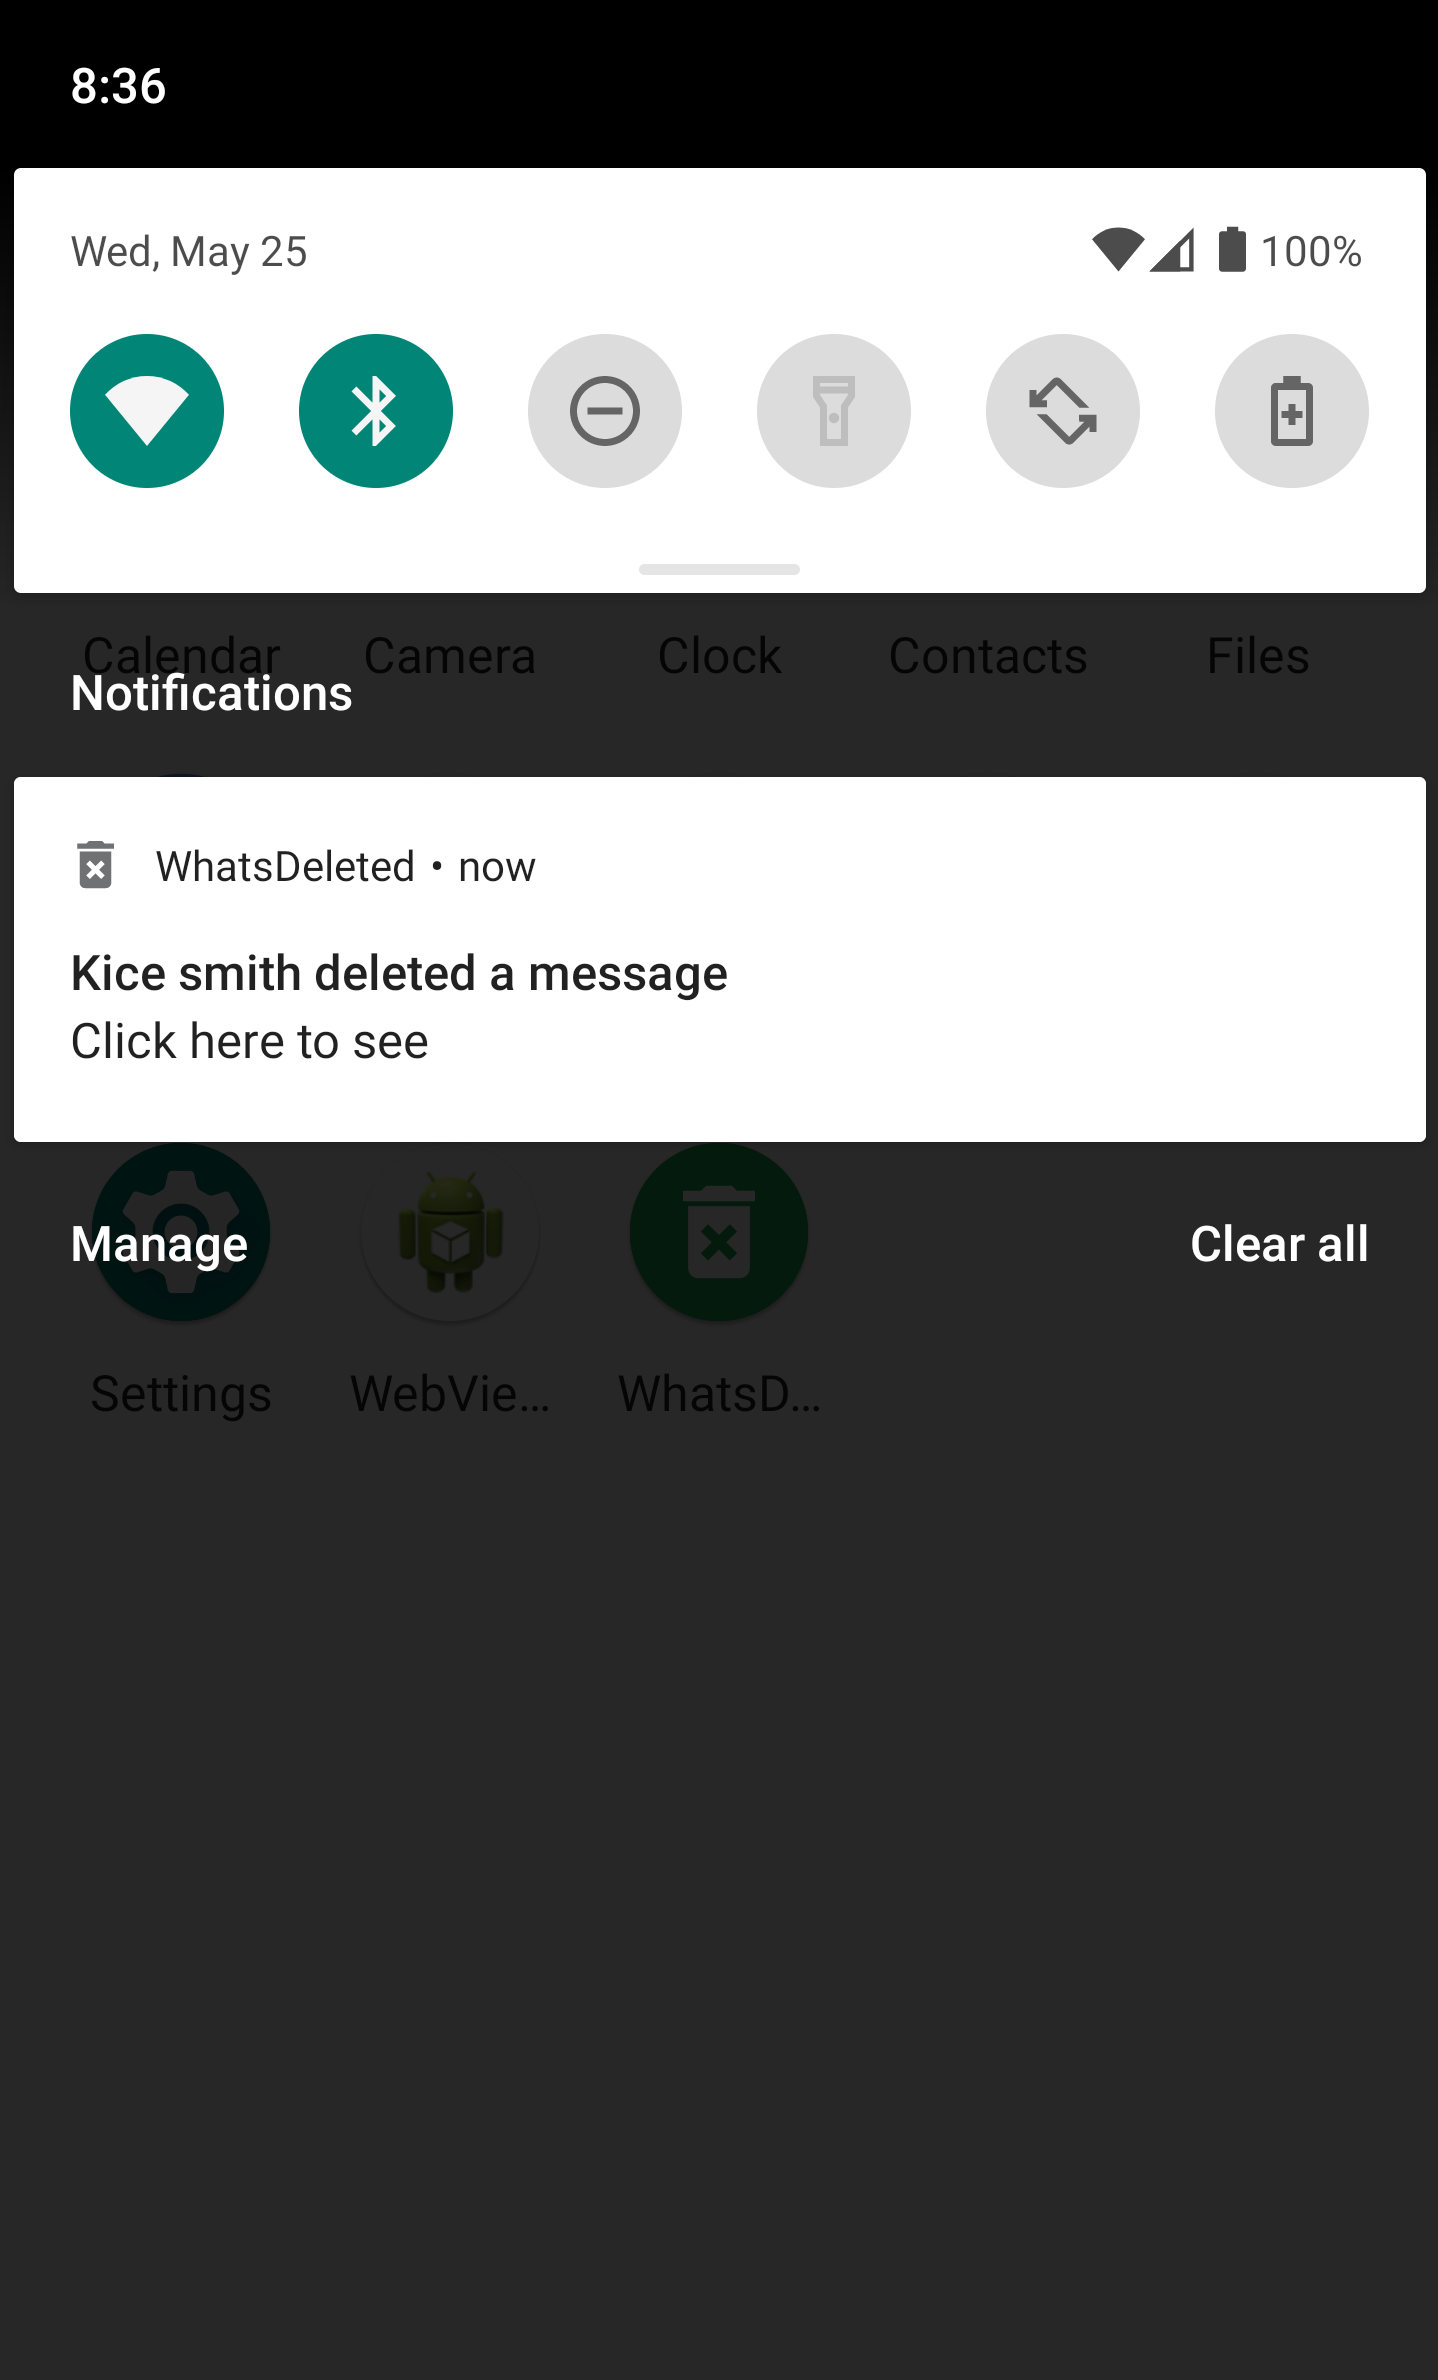 8:36
Wed, May 25
100%
Calendar Camera Clock Contacts Files
Notifications
WhatsDeleted • now
Kice smith deleted a message
Click here to see
Manage Clear all
Settings WebVie... WhatsD...